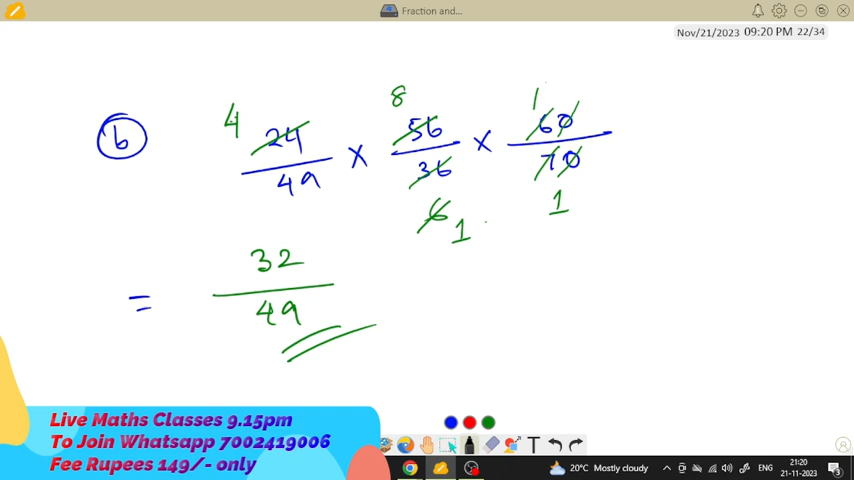 Fraction and...
Nov/21/2023 09:20 PM 22/34
b 4 24/49 × 8 56/36 × 1 60/70
6 1 1
= 32/49
Live Maths Classes 9.15pm
To Join Whatsapp 7002419006
Fee Rupees 149/- only
T
20°C Mostly cloudy
ENG
21:20
21-11-2023
3